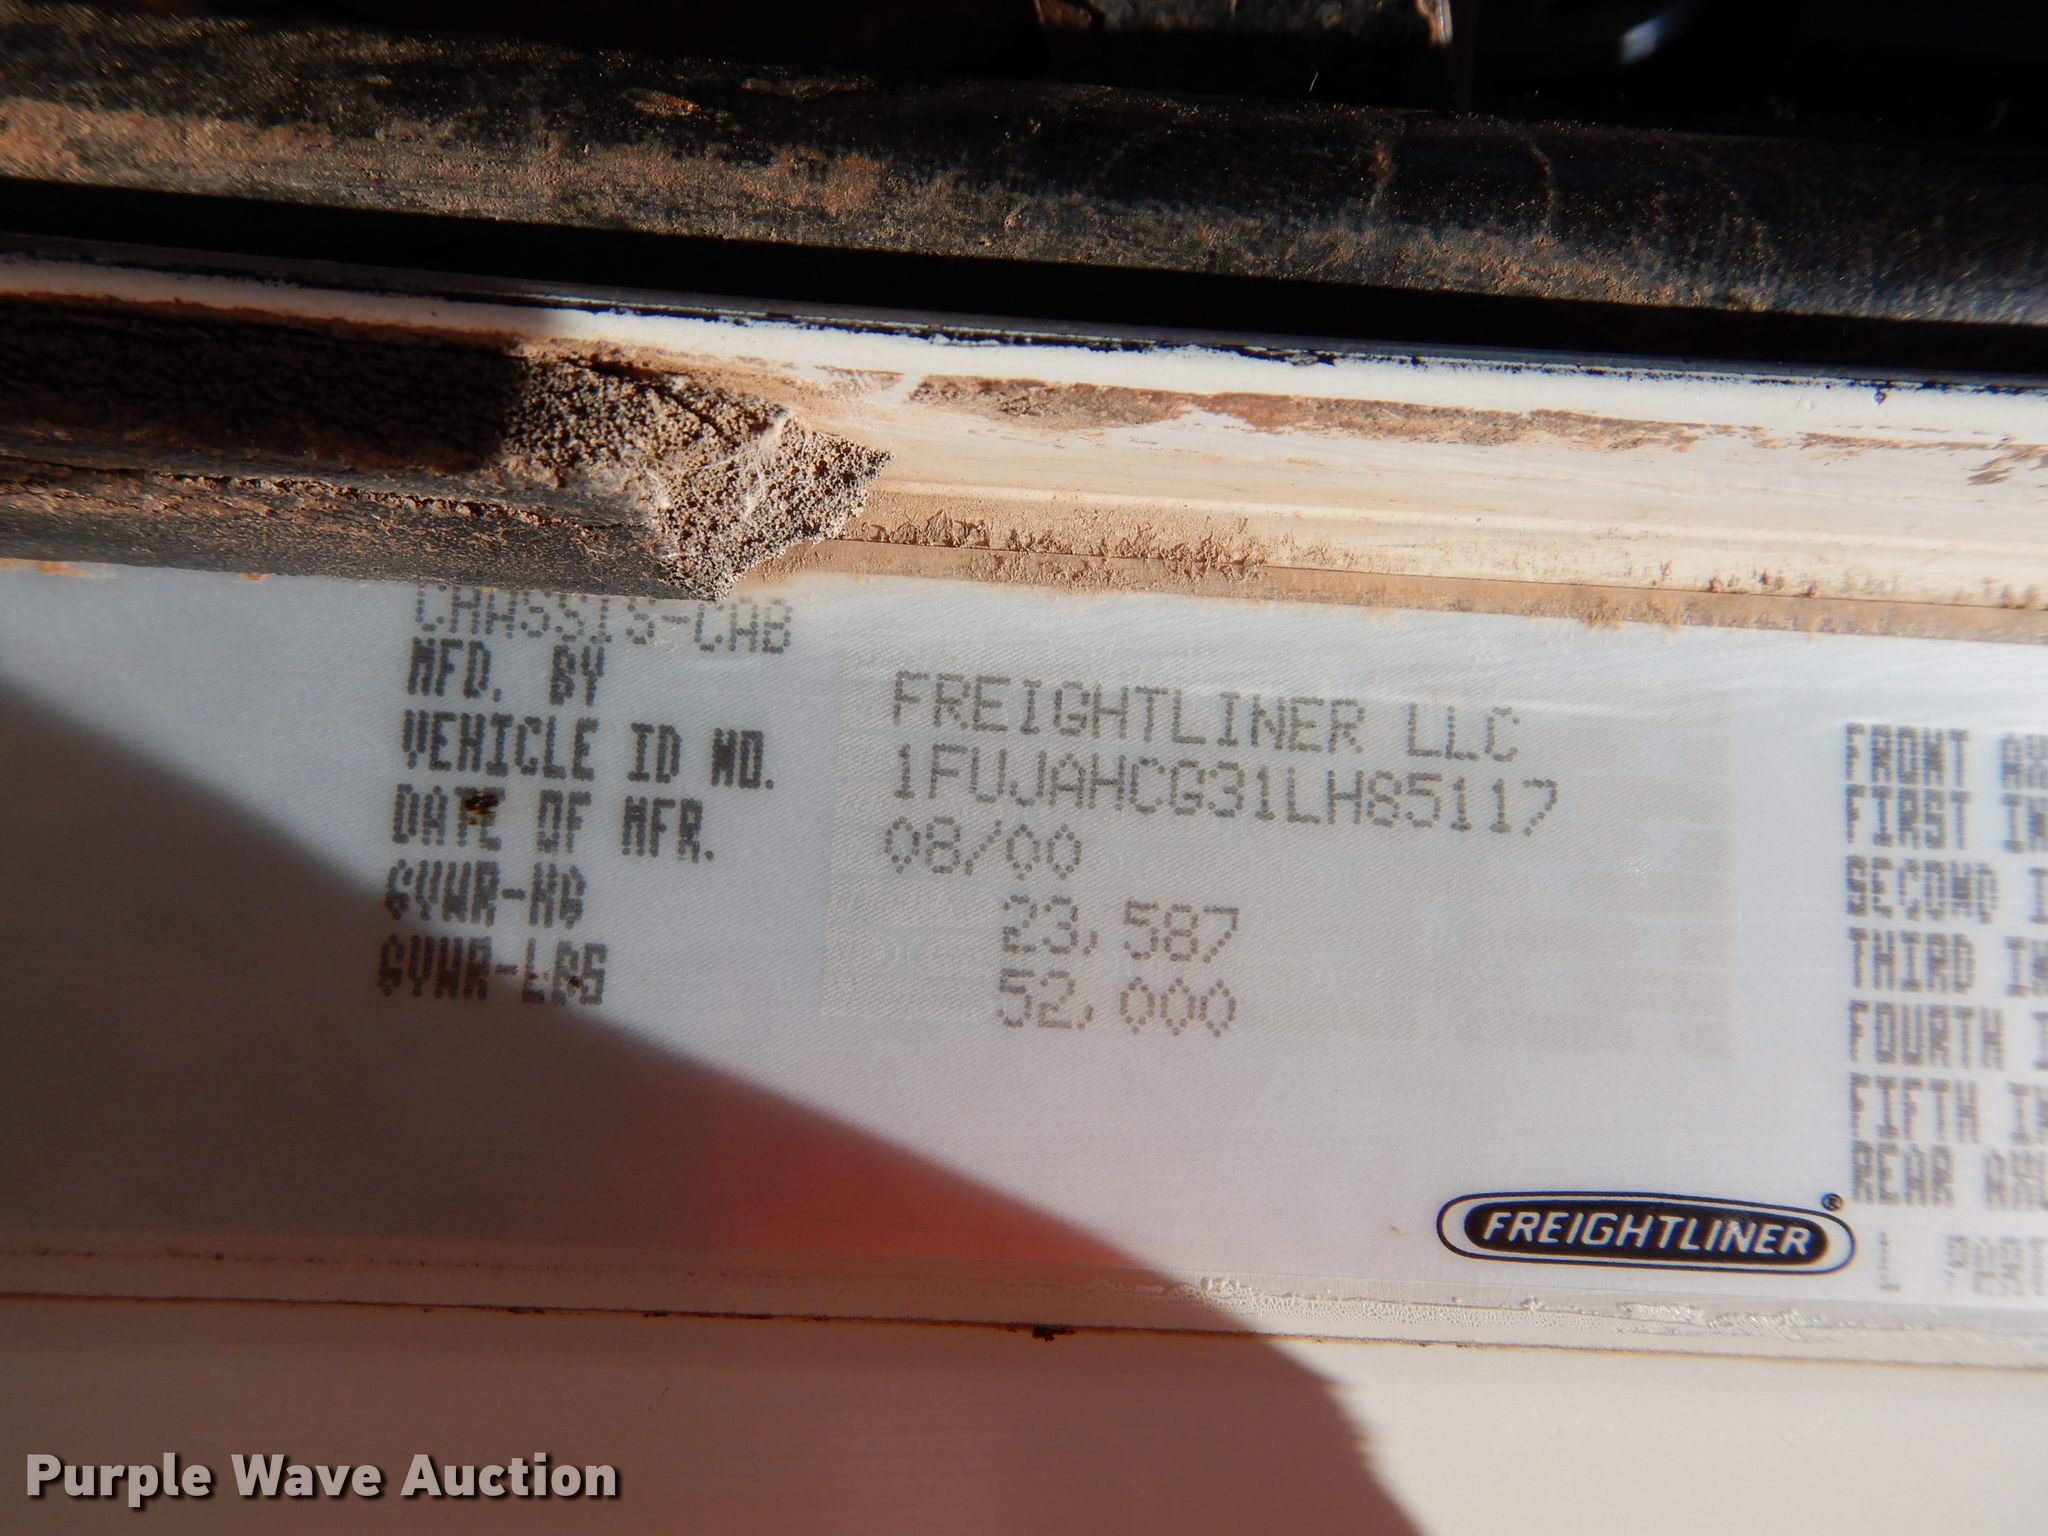 CHASSIS-CAB
MFD. BY FREIGHTLINER LLC
VEHICLE ID NO. 1FUJAHCG31LH85117
DATE OF MFR. 08/00
GVWR-KG 23,587
GVWR-LBS 52,000
FRONT
FIRST
SECOND
THIRD
FOURTH
FIFTH
REAR
FREIGHTLINER®
Purple Wave Auction